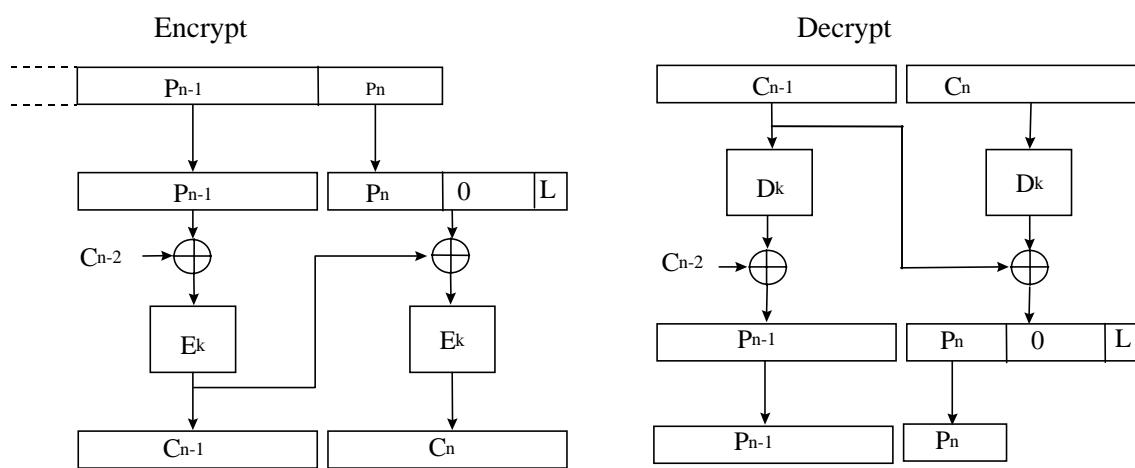 Encrypt
Pn-1 Pn
Pn-1 Pn 0 L
Cn-2
Ek Ek
Cn-1 Cn
Decrypt
Cn-1 Cn
Dk Dk
Cn-2
Pn-1 Pn 0 L
Pn-1 Pn